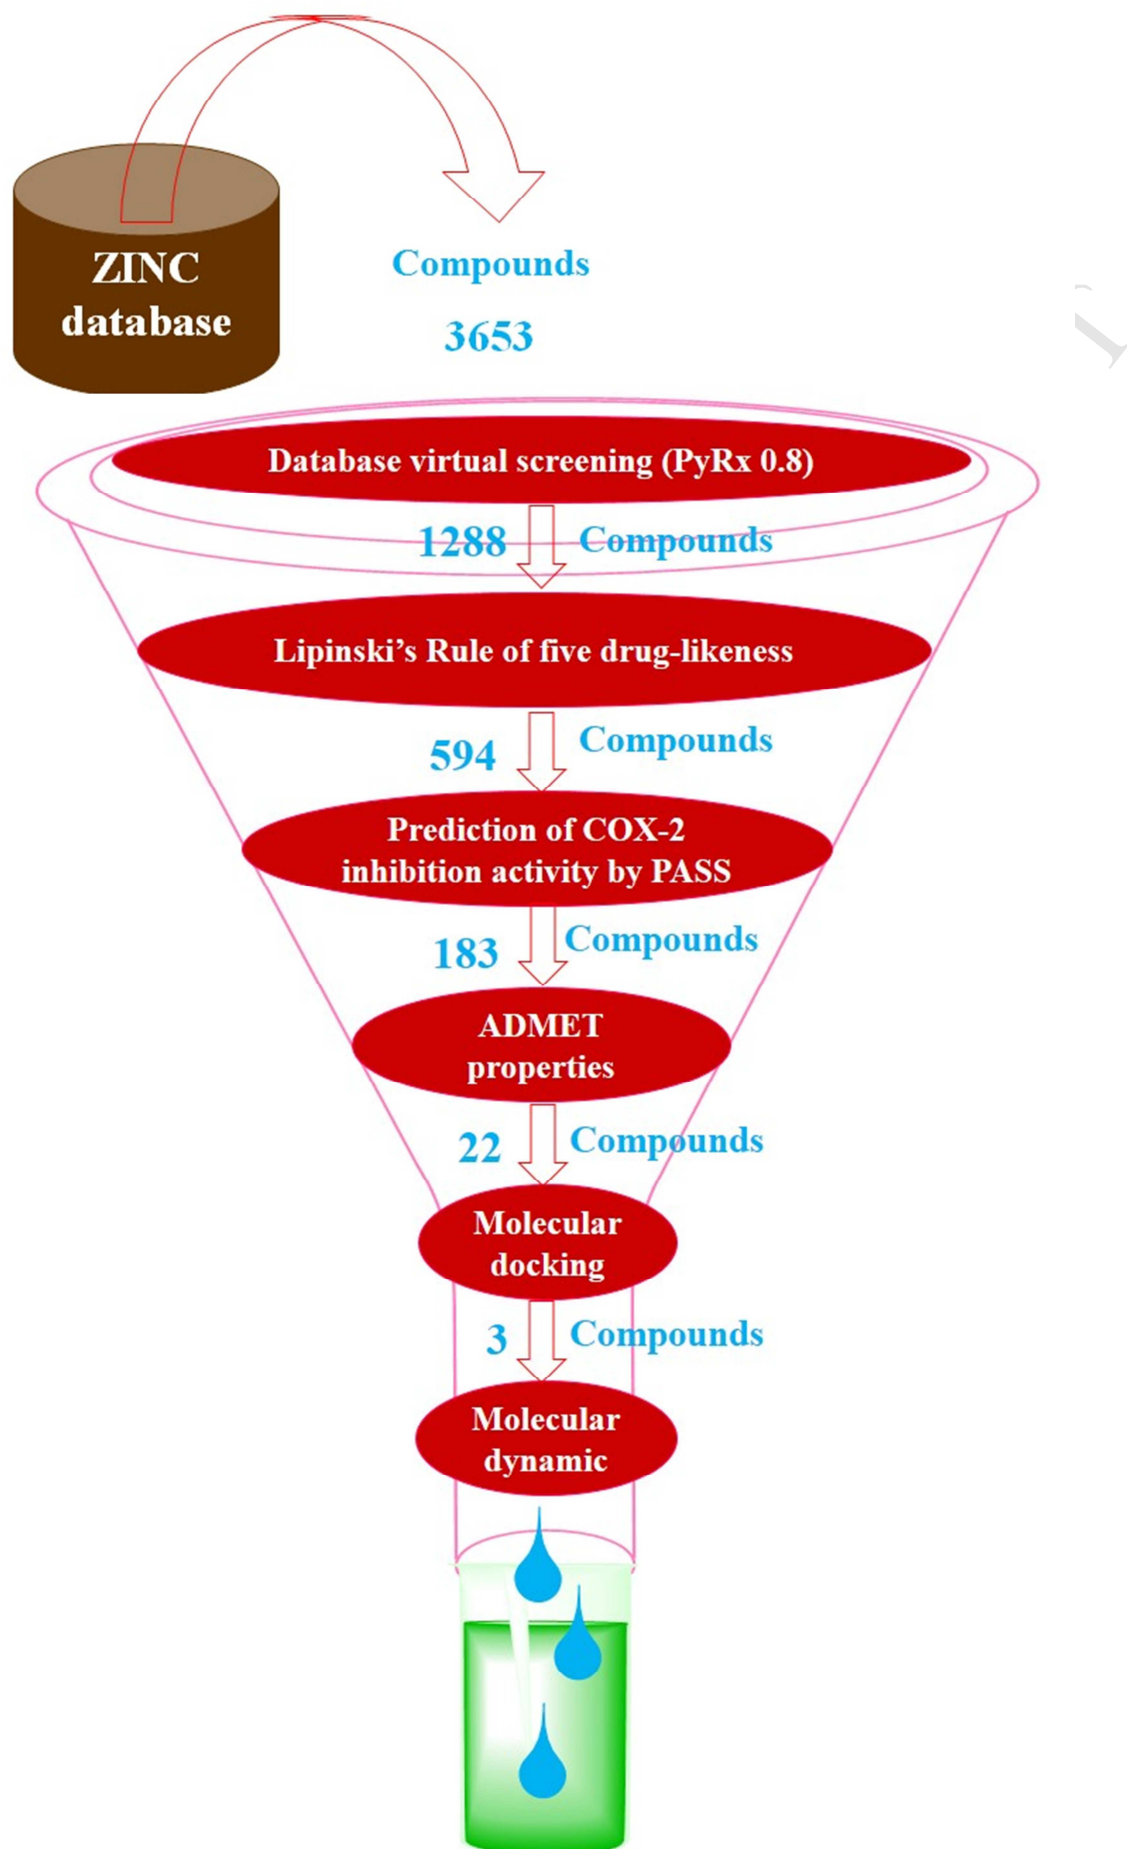 ZINC
database
Compounds
3653
Database virtual screening (PyRx 0.8)
1288 Compounds
Lipinski’s Rule of five drug-likeness
594 Compounds
Prediction of COX-2
inhibition activity by PASS
183 Compounds
ADMET
properties
22 Compounds
Molecular
docking
3 Compounds
Molecular
dynamic